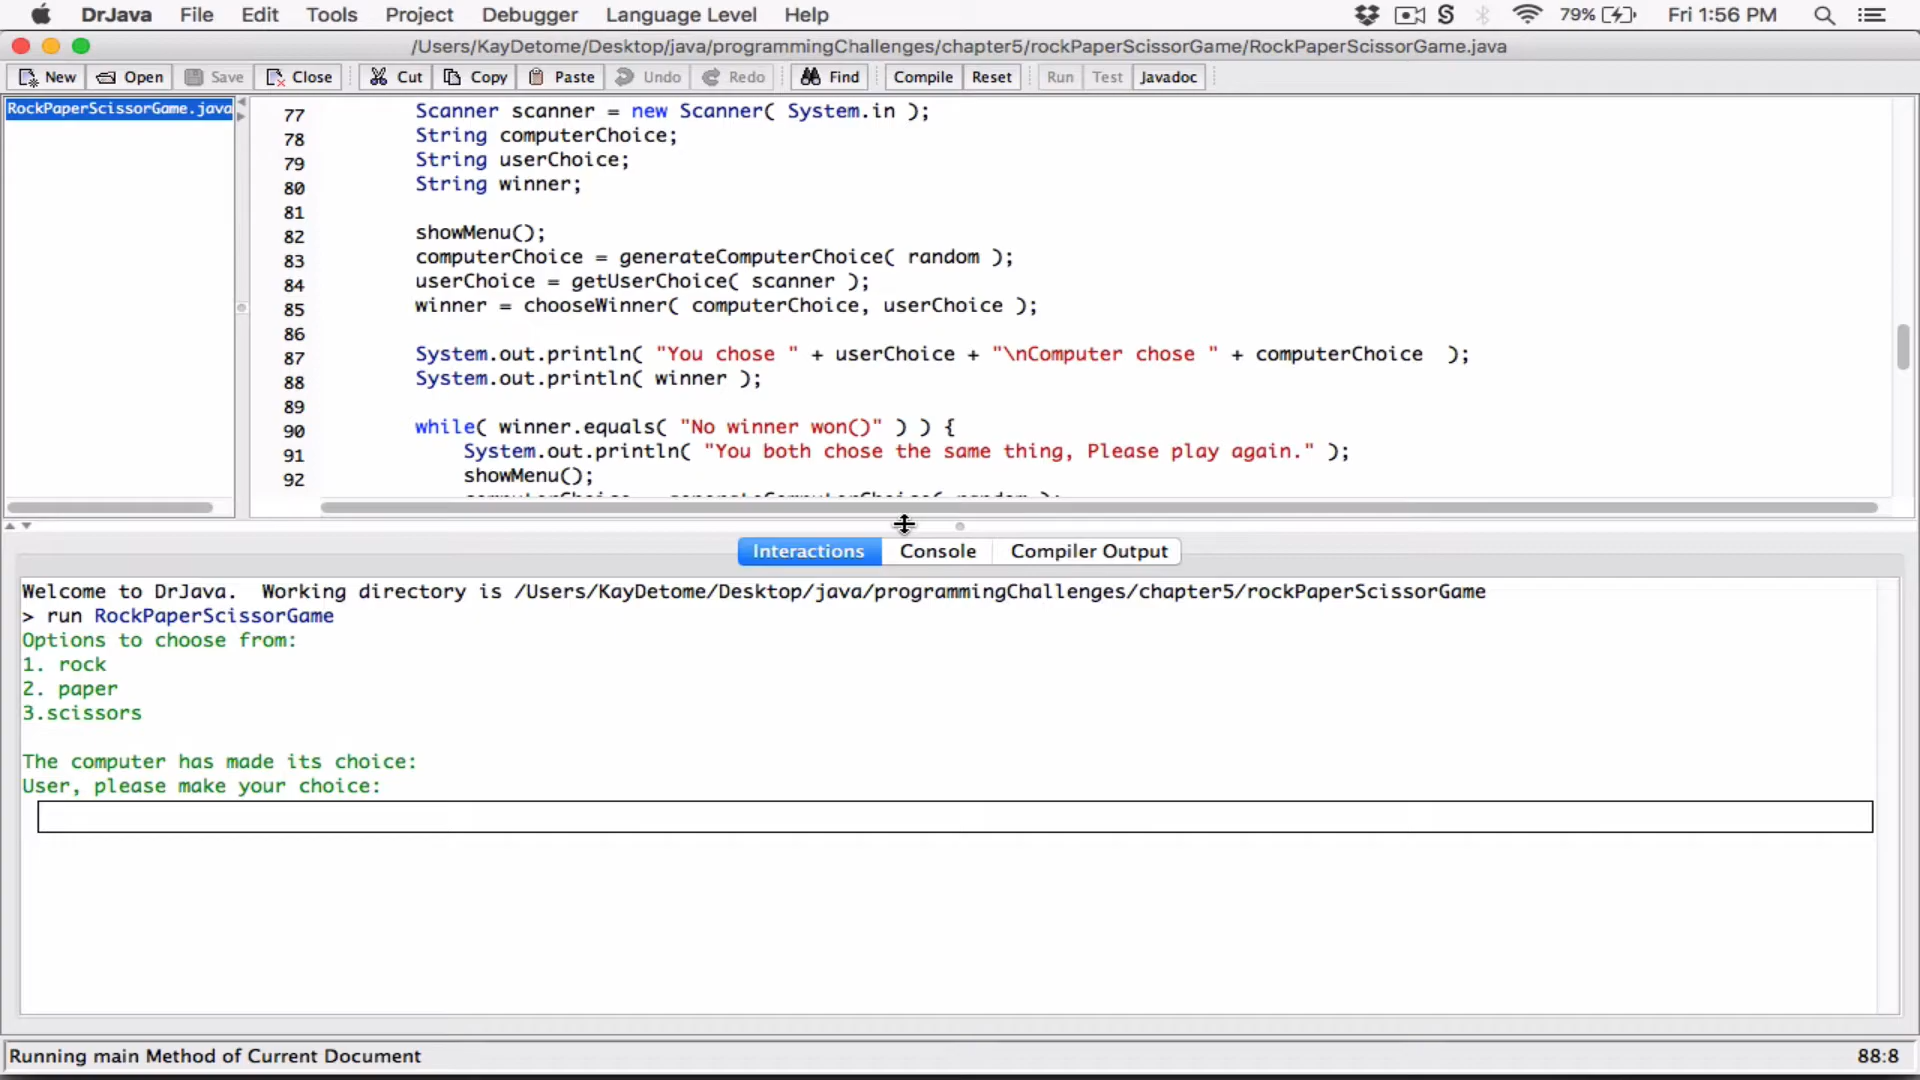 DrJava File Edit Tools Project Debugger Language Level Help 79% Fri 1:56 PM
/Users/KayDetome/Desktop/java/programmingChallenges/chapter5/rockPaperScissorGame/RockPaperScissorGame.java
New Open Save Close Cut Copy Paste Undo Redo Find Compile Reset Run Test Javadoc
RockPaperScissorGame.java
77 Scanner scanner = new Scanner( System.in );
78 String computerChoice;
79 String userChoice;
80 String winner;
81
82 showMenu();
83 computerChoice = generateComputerChoice( random );
84 userChoice = getUserChoice( scanner );
85 winner = chooseWinner( computerChoice, userChoice );
86
87 System.out.println( "You chose " + userChoice + "\nComputer chose " + computerChoice  );
88 System.out.println( winner );
89
90 while( winner.equals( "No winner won()" ) ) {
91 System.out.println( "You both chose the same thing, Please play again." );
92 showMenu();
Interactions Console Compiler Output
Welcome to DrJava.  Working directory is /Users/KayDetome/Desktop/java/programmingChallenges/chapter5/rockPaperScissorGame
> run RockPaperScissorGame
Options to choose from:
1. rock
2. paper
3.scissors
The computer has made its choice:
User, please make your choice:
Running main Method of Current Document 88:8